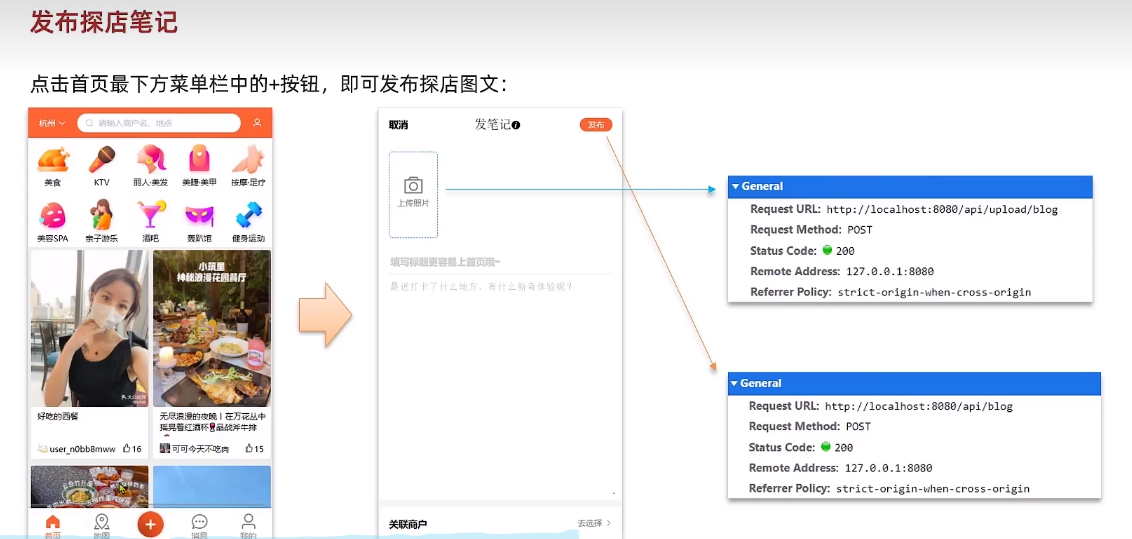 发布探店笔记
点击首页最下方菜单栏中的+按钮，即可发布探店图文：
杭州
请输入商户名、地点
美食
KTV
丽人·美发
美睫·美甲
按摩·足疗
美容SPA
亲子游乐
酒吧
轰趴馆
健身运动
小筑里
神秘浪漫花园餐厅
好吃的西餐
user_n0bb8mww
16
无尽浪漫的夜晚丨在万花丛中
摇晃着红酒杯🍷品战斧牛排
可可今天不吃肉
15
首页
地图
消息
我的
取消
发笔记
发布
上传照片
填写标题更容易上首页哦~
最近打卡了什么地方，有什么新奇体验呢？
关联商户
去选择 >
General
Request URL: http://localhost:8080/api/upload/blog
Request Method: POST
Status Code: 200
Remote Address: 127.0.0.1:8080
Referrer Policy: strict-origin-when-cross-origin
General
Request URL: http://localhost:8080/api/blog
Request Method: POST
Status Code: 200
Remote Address: 127.0.0.1:8080
Referrer Policy: strict-origin-when-cross-origin